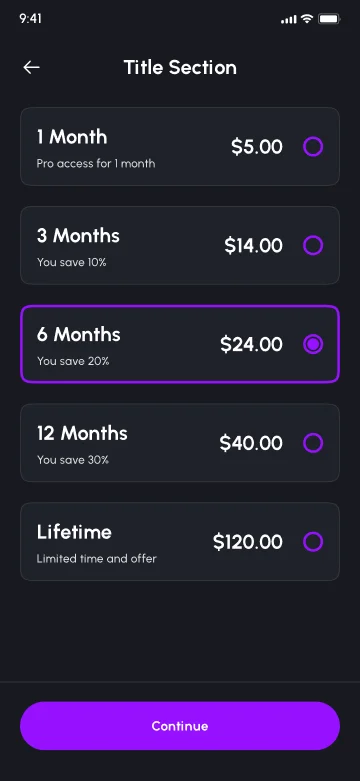 9:41
Title Section
1 Month
$5.00
Pro access for 1 month
3 Months
$14.00
You save 10%
6 Months
$24.00
You save 20%
12 Months
$40.00
You save 30%
Lifetime
$120.00
Limited time and offer
Continue